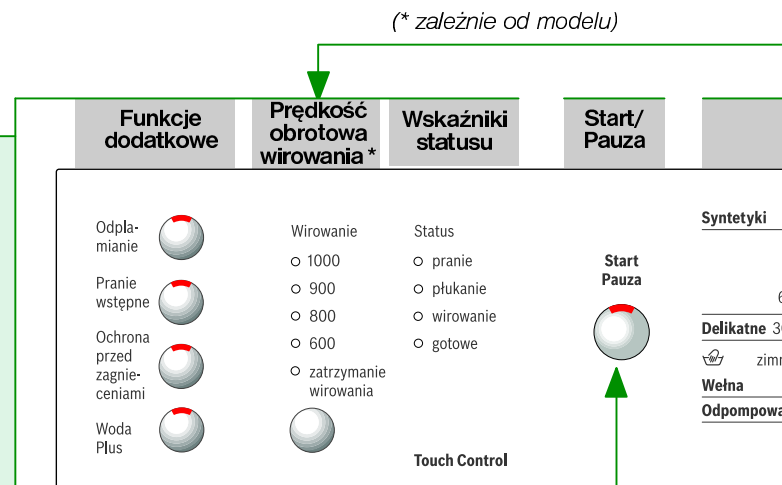 (* zależnie od modelu)
Funkcje
dodatkowe
Prędkość
obrotowa
wirowania *
Wskaźniki
statusu
Start/
Pauza
Odpla-
mianie
Pranie
wstępne
Ochrona
przed
zagnie-
ceniami
Woda
Plus
Wirowanie
1000
900
800
600
zatrzymanie
wirowania
Status
pranie
płukanie
wirowanie
gotowe
Touch Control
Start
Pauza
Syntetyki
Delikatne
Wełna